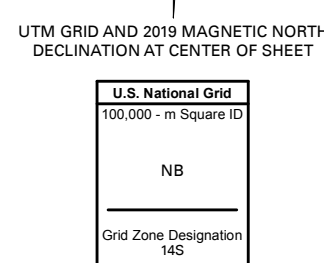 UTM GRID AND 2019 MAGNETIC NORTH
DECLINATION AT CENTER OF SHEET
U.S. National Grid
100,000 - m Square ID
NB
Grid Zone Designation
14S